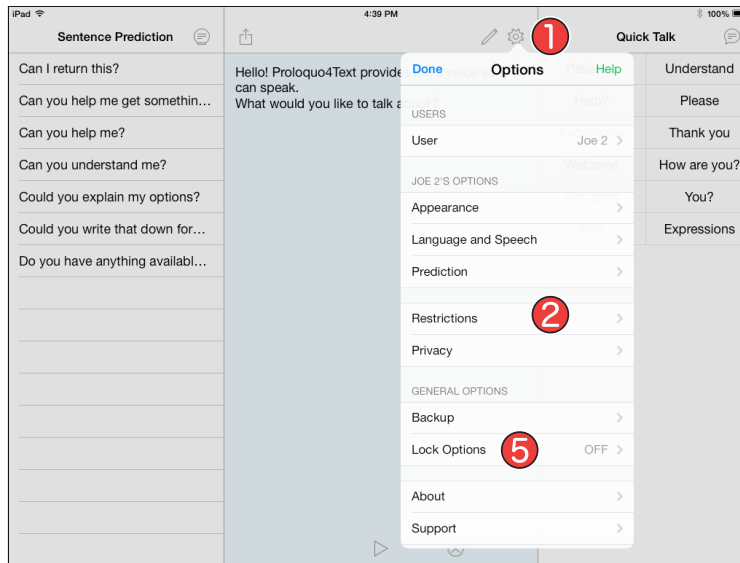 iPad
4:39 PM
100%
Sentence Prediction
Can I return this?
Can you help me get somethin...
Can you help me?
Can you understand me?
Could you explain my options?
Could you write that down for...
Do you have anything availabl...
Hello! Proloquo4Text provide
can speak.
What would you like to talk a
1
Done
Options
Help
USERS
User
Joe 2
JOE 2'S OPTIONS
Appearance
Language and Speech
Prediction
Restrictions
2
Privacy
GENERAL OPTIONS
Backup
Lock Options
5
OFF
About
Support
Quick Talk
Understand
Please
Thank you
Welcome
How are you?
You?
Expressions